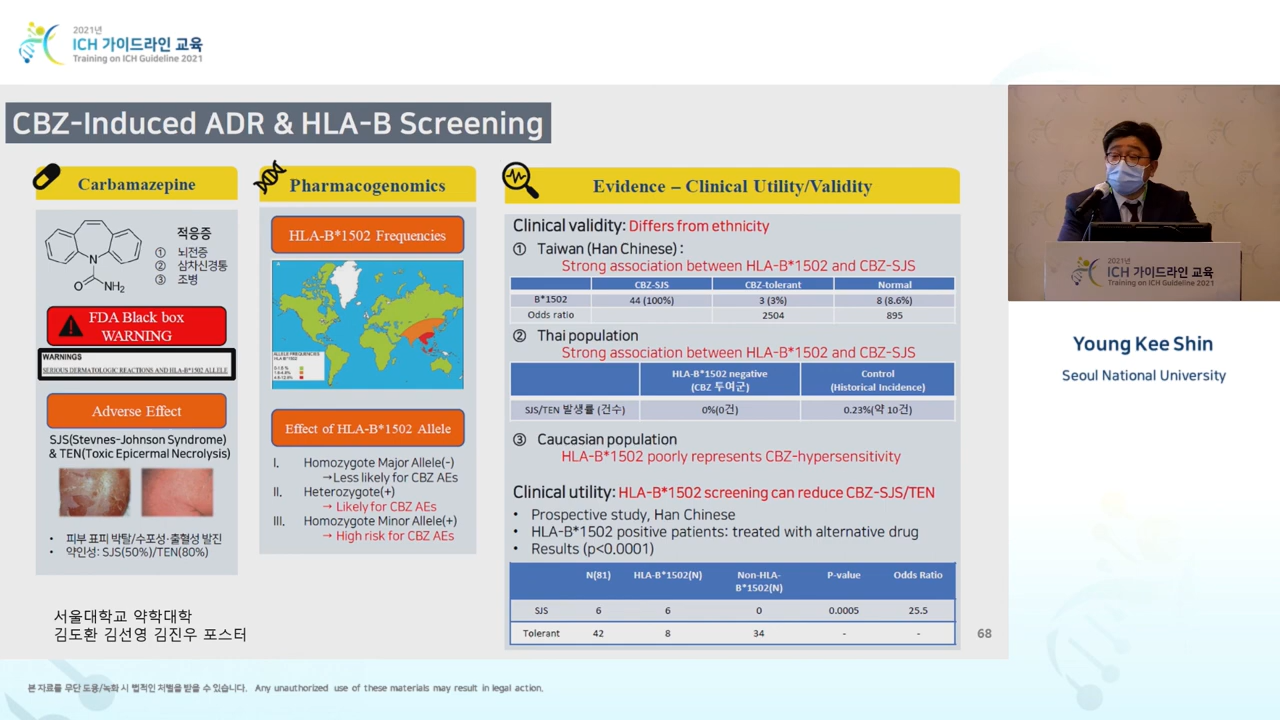 2021년
ICH 가이드라인 교육
Training on ICH Guideline 2021
CBZ-Induced ADR & HLA-B Screening
Carbamazepine
N
O
NH₂
적응증
① 뇌전증
② 삼차신경통
③ 조병
FDA Black box
WARNING
WARNINGS
SERIOUS DERMATOLOGIC REACTIONS AND HLA-B*1502 ALLELE
Adverse Effect
SJS(Stevnes-Johnson Syndrome)
& TEN(Toxic Epicermal Necrolysis)
• 피부 표피 박탈/수포성·출혈성 발진
• 약인성: SJS(50%)/TEN(80%)
서울대학교 약학대학
김도환 김선영 김진우 포스터
Pharmacogenomics
HLA-B*1502 Frequencies
ALLELE FREQUENCIES
HLA B*1502
Effect of HLA-B*1502 Allele
I. Homozygote Major Allele(-)
→Less likely for CBZ AEs
II. Heterozygote(+)
→ Likely for CBZ AEs
III. Homozygote Minor Allele(+)
→ High risk for CBZ AEs
Evidence – Clinical Utility/Validity
Clinical validity: Differs from ethnicity
① Taiwan (Han Chinese) :
Strong association between HLA-B*1502 and CBZ-SJS
CBZ-SJS CBZ-tolerant Normal
B*1502 44 (100%) 3 (3%) 8 (8.6%)
Odds ratio 2504 895
② Thai population
Strong association between HLA-B*1502 and CBZ-SJS
HLA-B*1502 negative Control
(CBZ 투여군) (Historical Incidence)
SJS/TEN 발생률 (건수) 0%(0건) 0.23%(약 10건)
③ Caucasian population
HLA-B*1502 poorly represents CBZ-hypersensitivity
Clinical utility: HLA-B*1502 screening can reduce CBZ-SJS/TEN
• Prospective study, Han Chinese
• HLA-B*1502 positive patients: treated with alternative drug
• Results (p<0.0001)
N(81) HLA-B*1502(N) Non-HLA- P-value Odds Ratio
B*1502(N)
SJS 6 6 0 0.0005 25.5
Tolerant 42 8 34 - -
68
2021년
ICH 가이드라인 교육
Training on ICH Guideline 2021
Young Kee Shin
Seoul National University
본 자료를 무단 도용/녹화 시 법적인 처벌을 받을 수 있습니다. Any unauthorized use of these materials may result in legal action.